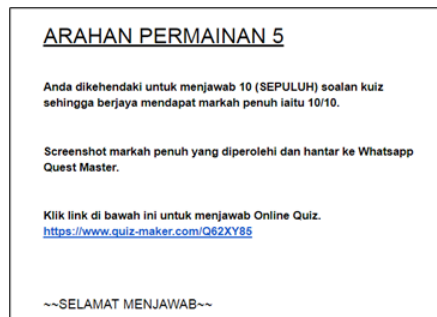 ARAHAN PERMAINAN 5
Anda dikehendaki untuk menjawab 10 (SEPULUH) soalan kuiz
sehingga berjaya mendapat markah penuh iaitu 10/10.
Screenshot markah penuh yang diperolehi dan hantar ke Whatsapp
Quest Master.
Klik link di bawah ini untuk menjawab Online Quiz.
https://www.quiz-maker.com/Q62XY85
~~SELAMAT MENJAWAB~~